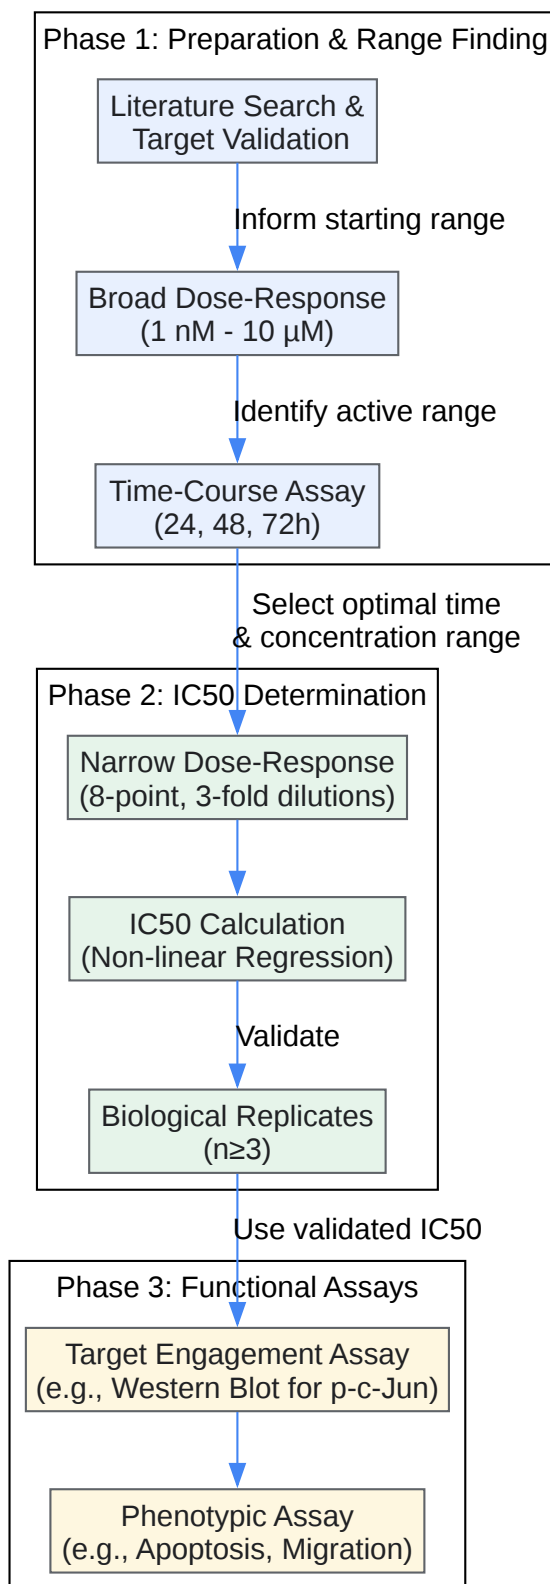 Phase 1: Preparation & Range Finding
Literature Search &
Target Validation
Inform starting range
Broad Dose-Response
(1 nM - 10 µM)
Identify active range
Time-Course Assay
(24, 48, 72h)
Select optimal time
& concentration range
Phase 2: IC50 Determination
Narrow Dose-Response
(8-point, 3-fold dilutions)
IC50 Calculation
(Non-linear Regression)
Validate
Biological Replicates
(n≥3)
Use validated IC50
Phase 3: Functional Assays
Target Engagement Assay
(e.g., Western Blot for p-c-Jun)
Phenotypic Assay
(e.g., Apoptosis, Migration)